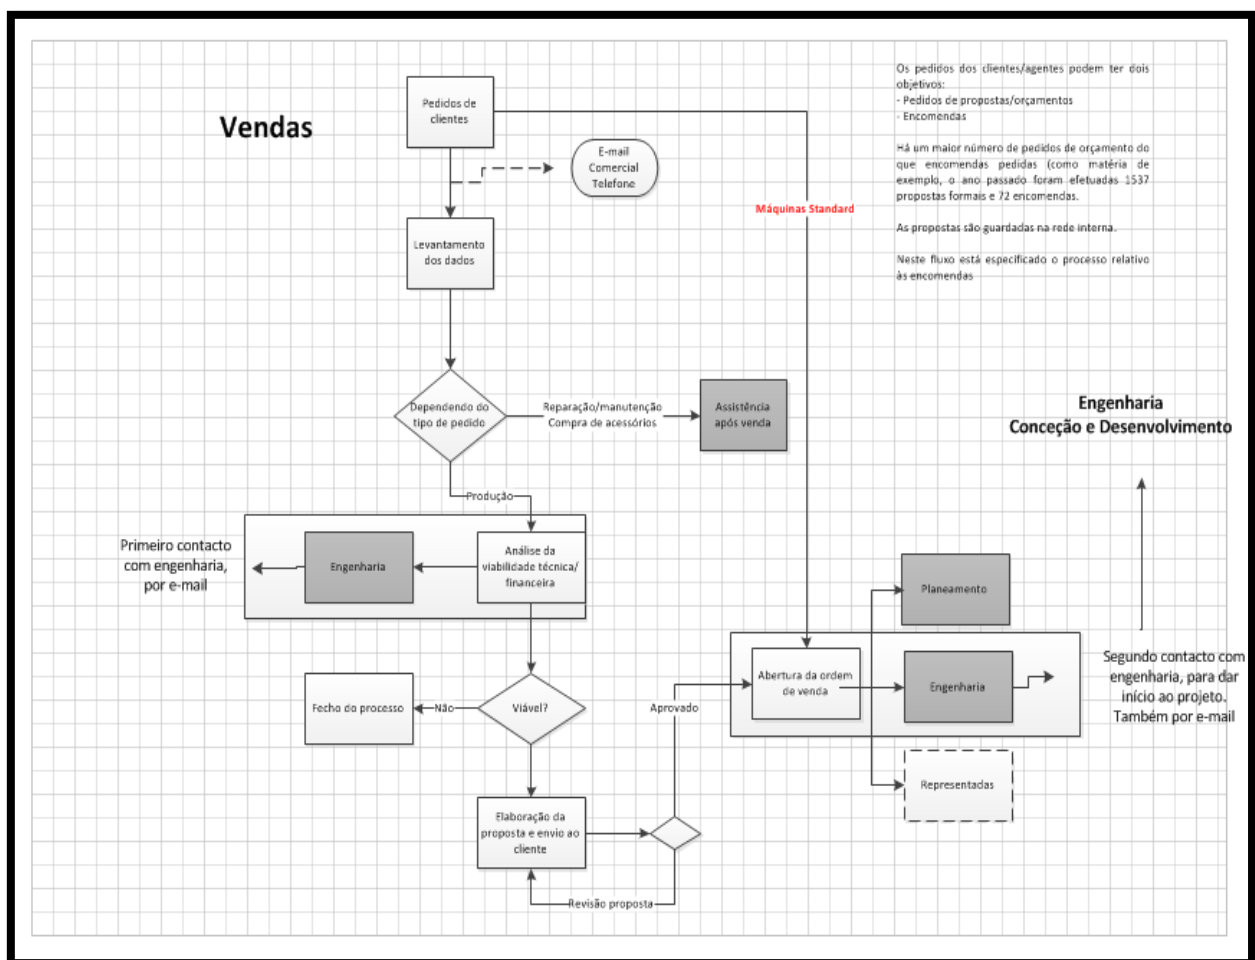 Vendas
Pedidos de
clientes
E-mail
Comercial
Telefone
Máquinas Standard
Os pedidos dos clientes/agentes podem ter dois
objetivos:
- Pedidos de propostas/orçamentos
- Encomendas
Há um maior número de pedidos de orçamento do
que encomendas pedidas (como matéria de
exemplo, o ano passado foram efetuadas 1537
propostas formais e 72 encomendas.
As propostas são guardadas na rede interna.
Neste fluxo está especificado o processo relativo
às encomendas
Levantamento
dos dados
Dependendo do
tipo de pedido
Reparação/manutenção
Compra de acessórios
Assistência
após venda
Engenharia
Conceção e Desenvolvimento
Produção
Primeiro contacto
com engenharia,
por e-mail
Engenharia
Análise da
viabilidade técnica/
financeira
Planeamento
Fecho do processo
Não
Viável?
Aprovado
Abertura da ordem
de venda
Engenharia
Segundo contacto com
engenharia, para dar
início ao projeto.
Também por e-mail
Representadas
Elaboração da
proposta e envio ao
cliente
Revisão proposta